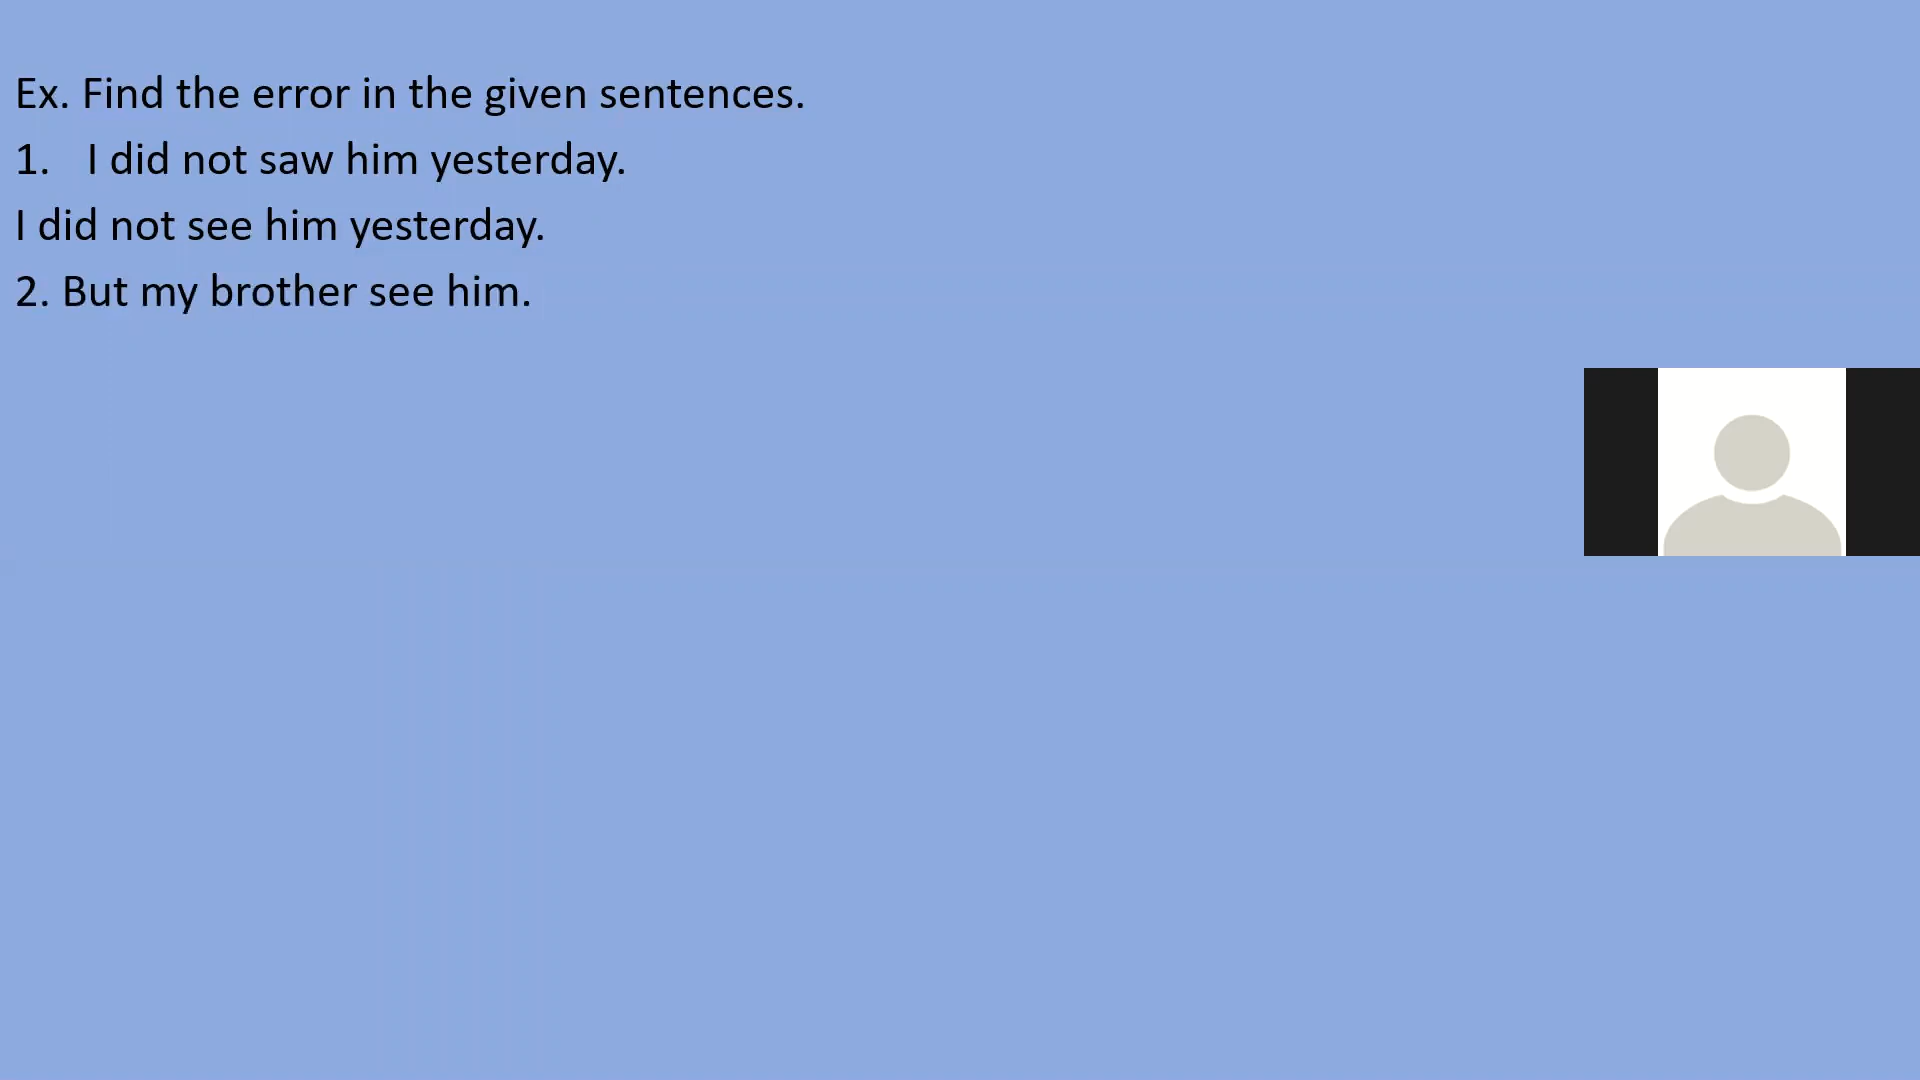 Ex. Find the error in the given sentences.
1. I did not saw him yesterday.
I did not see him yesterday.
2. But my brother see him.